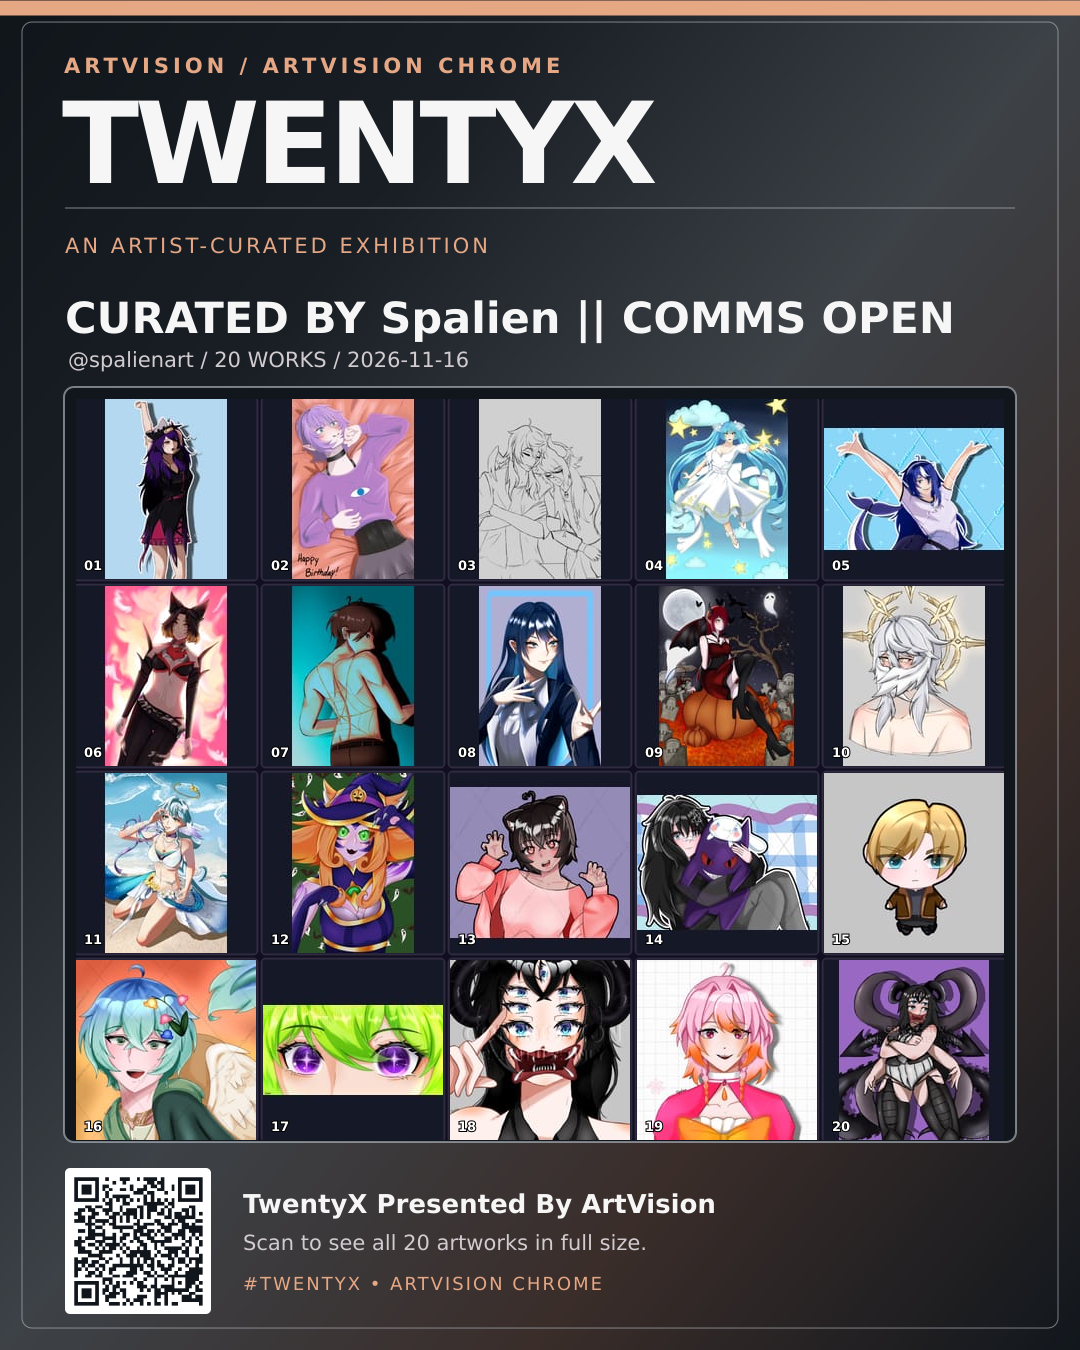 ARTVISION / ARTVISION CHROME
TWENTYX
AN ARTIST-CURATED EXHIBITION
CURATED BY Spalien || COMMS OPEN
@spalienart / 20 WORKS / 2026-11-16
01 02 03 04 05
Happy
Birthday!
06 07 08 09 10
11 12 13 14 15
16 17 18 19 20
TwentyX Presented By ArtVision
Scan to see all 20 artworks in full size.
#TWENTYX • ARTVISION CHROME